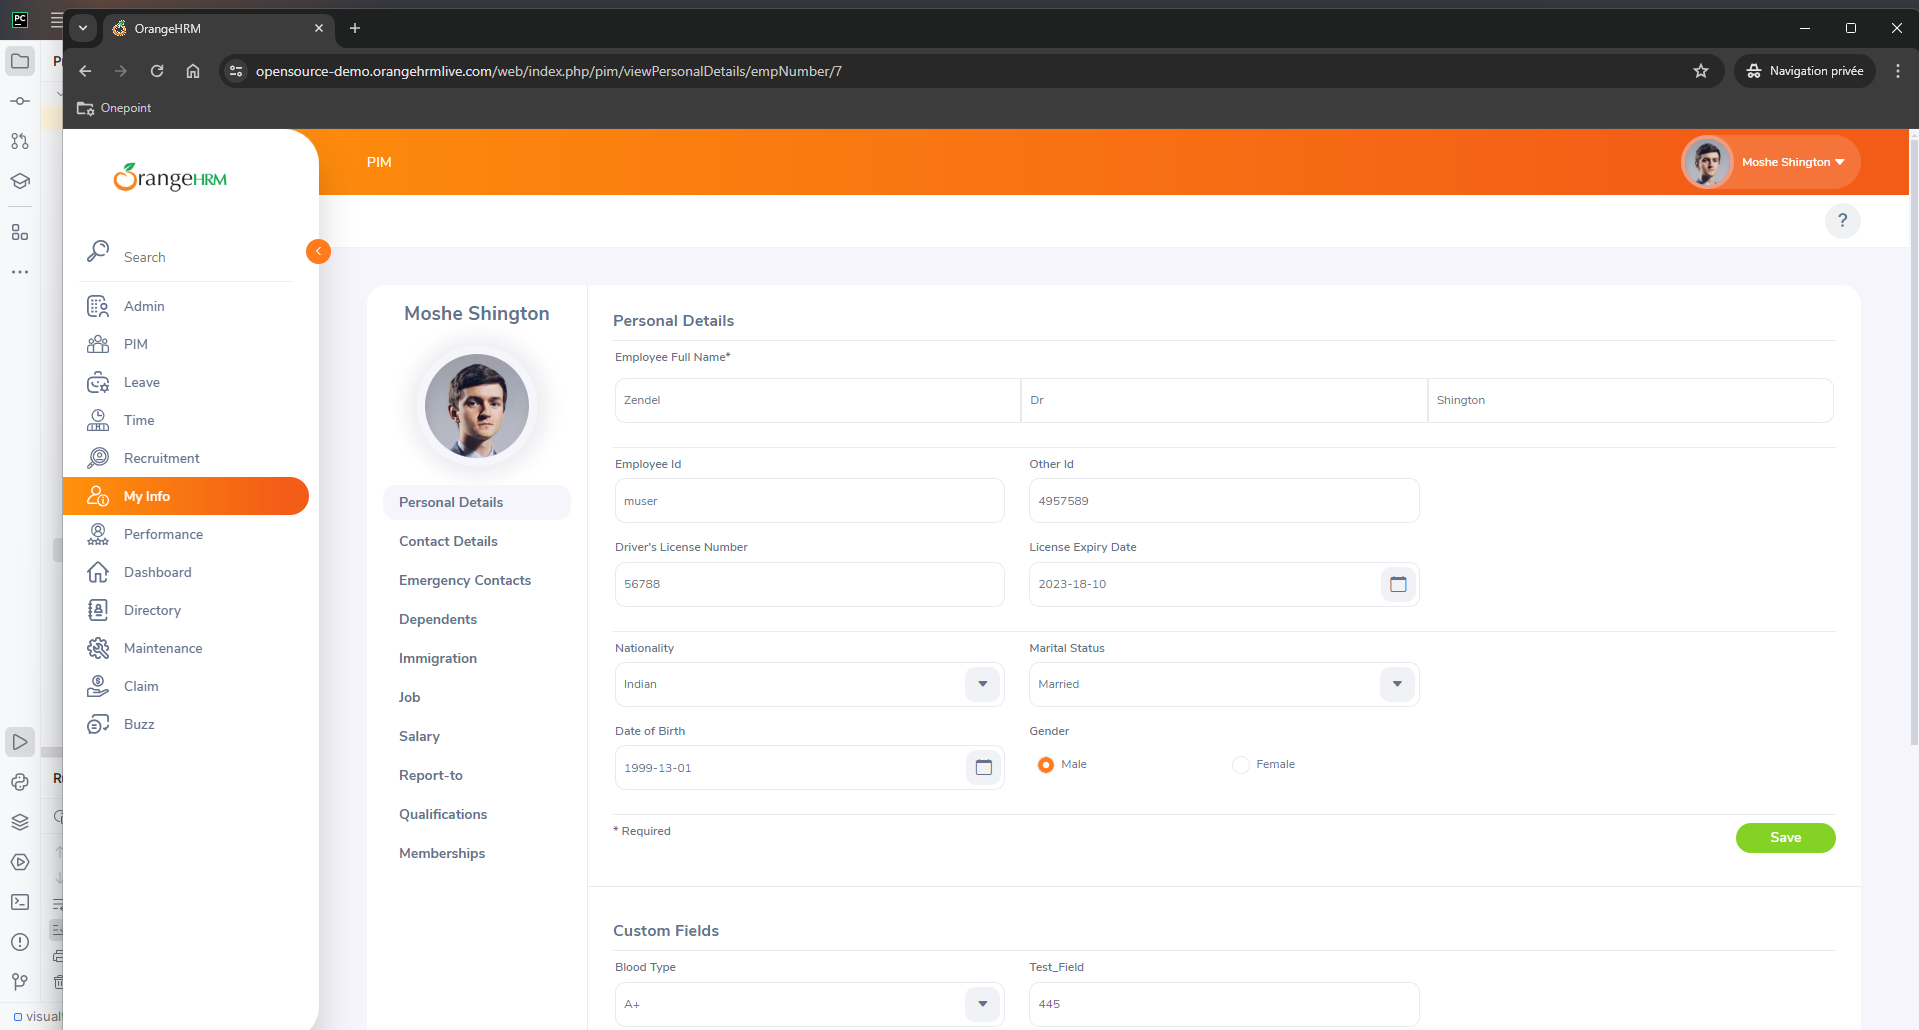 PC
OrangeHRM
opensource-demo.orangehrmlive.com/web/index.php/pim/viewPersonalDetails/empNumber/7
Navigation privée
Onepoint
OrangeHRM
PIM
Moshe Shington
?
Search
Admin
PIM
Leave
Time
Recruitment
My Info
Performance
Dashboard
Directory
Maintenance
Claim
Buzz
Moshe Shington
Personal Details
Contact Details
Emergency Contacts
Dependents
Immigration
Job
Salary
Report-to
Qualifications
Memberships
Personal Details
Employee Full Name*
Zendel Dr Shington
Employee Id Other Id
muser 4957589
Driver's License Number License Expiry Date
56788 2023-18-10
Nationality Marital Status
Indian Married
Date of Birth Gender
1999-13-01 Male Female
* Required
Save
Custom Fields
Blood Type Test_Field
A+ 445